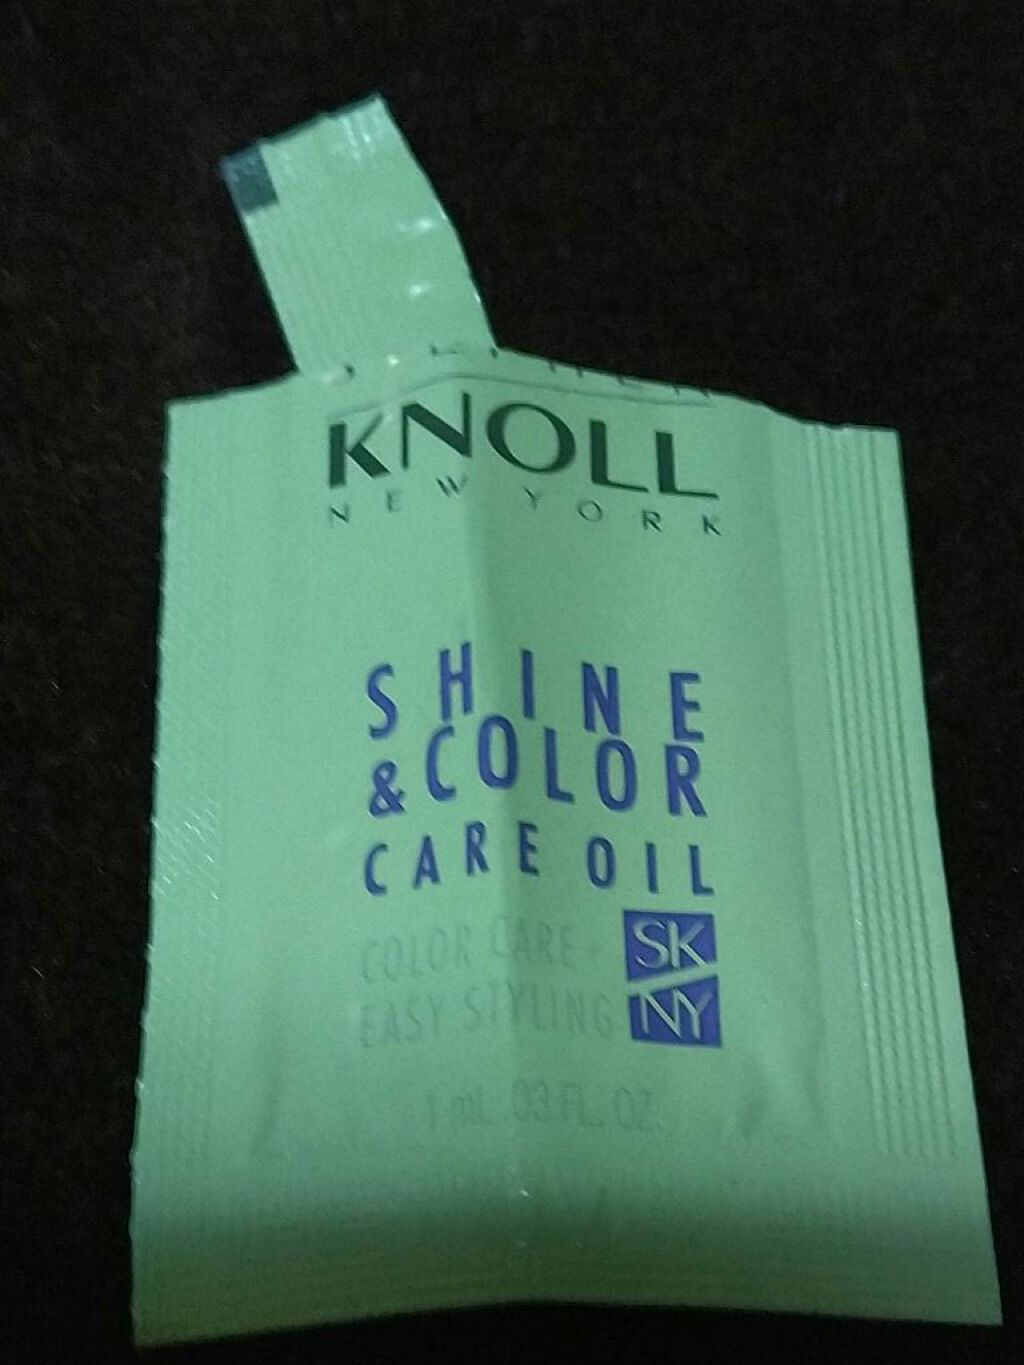 KNOLL
NEW YORK
SHINE
&COLOR
CARE OIL
COLOR CARE+
EASY STYLING
SK
NY
1 mL .03 FL. OZ.